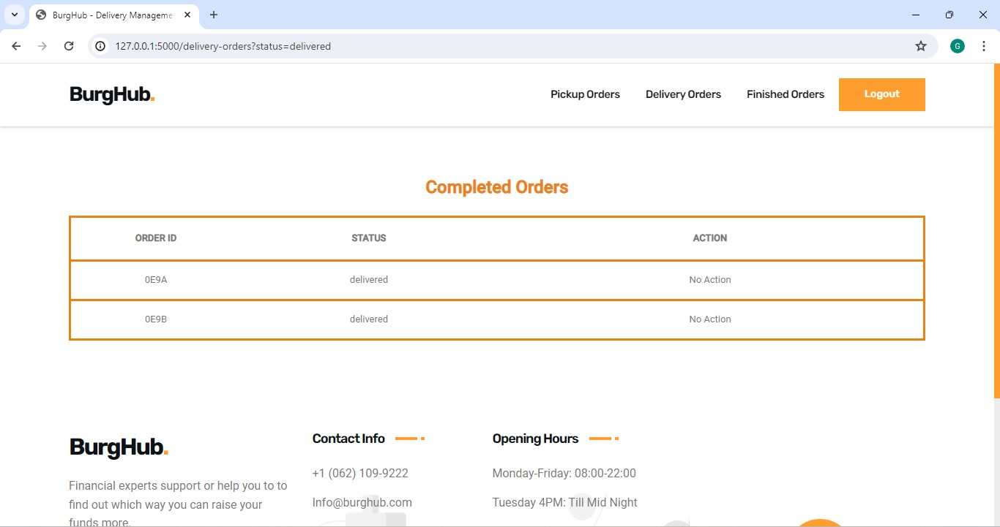 BurgHub - Delivery Manageme
127.0.0.1:5000/delivery-orders?status=delivered
G
BurgHub.
Pickup Orders
Delivery Orders
Finished Orders
Logout
Completed Orders
ORDER ID STATUS ACTION
0E9A delivered No Action
0E9B delivered No Action
BurgHub.
Financial experts support or help you to to
find out which way you can raise your
funds more.
Contact Info
+1 (062) 109-9222
Info@burghub.com
Opening Hours
Monday-Friday: 08:00-22:00
Tuesday 4PM: Till Mid Night